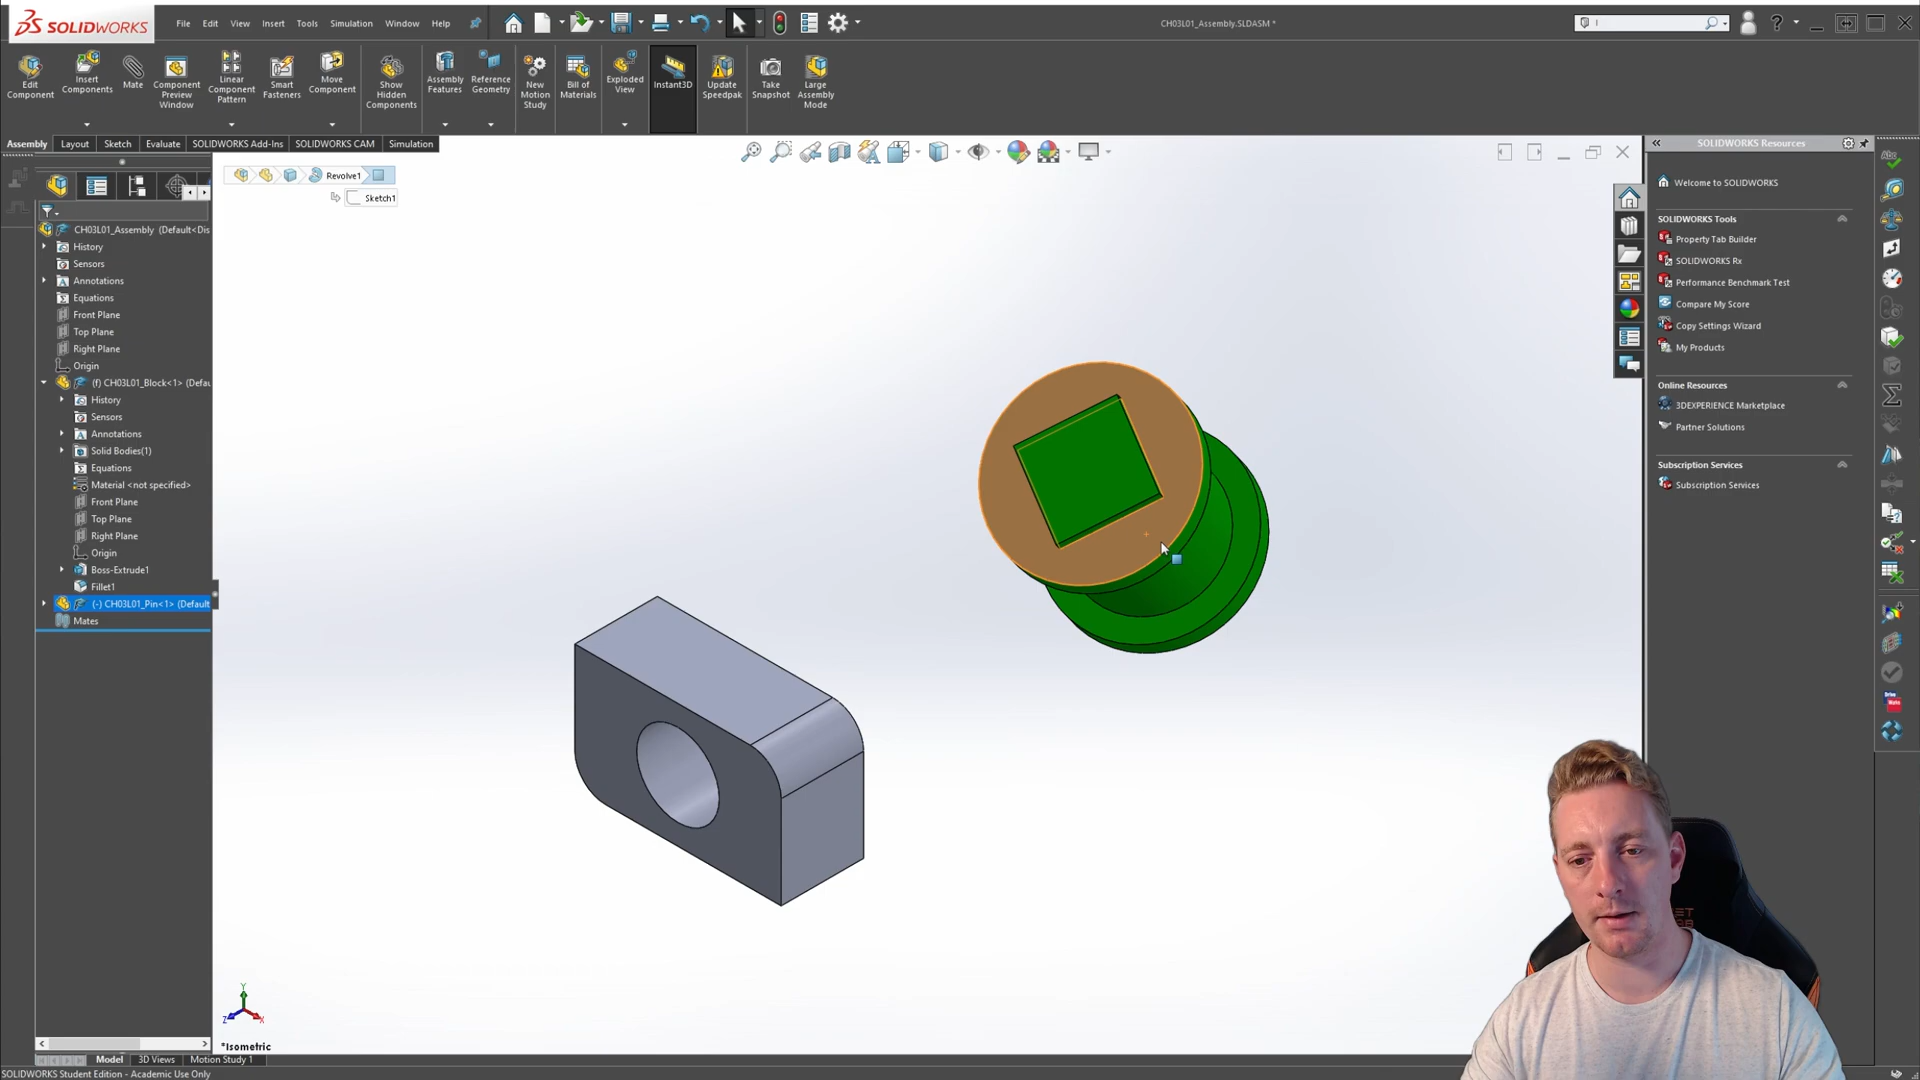 SOLIDWORKS
File Edit View Insert Tools Simulation Window Help
CH03L01_Assembly.SLDASM *
Edit Component
Insert Components
Mate
Component Preview Window
Linear Component Pattern
Smart Fasteners
Move Component
Show Hidden Components
Assembly Features
Reference Geometry
New Motion Study
Bill of Materials
Exploded View
Instant3D
Update Speedpak
Take Snapshot
Large Assembly Mode
Assembly Layout Sketch Evaluate SOLIDWORKS Add-Ins SOLIDWORKS CAM Simulation
Revolve1
Sketch1
CH03L01_Assembly (Default<Dis
History
Sensors
Annotations
Equations
Front Plane
Top Plane
Right Plane
Origin
(f) CH03L01_Block<1> (Defau
History
Sensors
Annotations
Solid Bodies(1)
Equations
Material <not specified>
Front Plane
Top Plane
Right Plane
Origin
Boss-Extrude1
Fillet1
(-) CH03L01_Pin<1> (Default
Mates
SOLIDWORKS Resources
Welcome to SOLIDWORKS
SOLIDWORKS Tools
Property Tab Builder
SOLIDWORKS Rx
Performance Benchmark Test
Compare My Score
Copy Settings Wizard
My Products
Online Resources
3DEXPERIENCE Marketplace
Partner Solutions
Subscription Services
Subscription Services
Y
Z
X
*Isometric
Model 3D Views Motion Study 1
SOLIDWORKS Student Edition - Academic Use Only